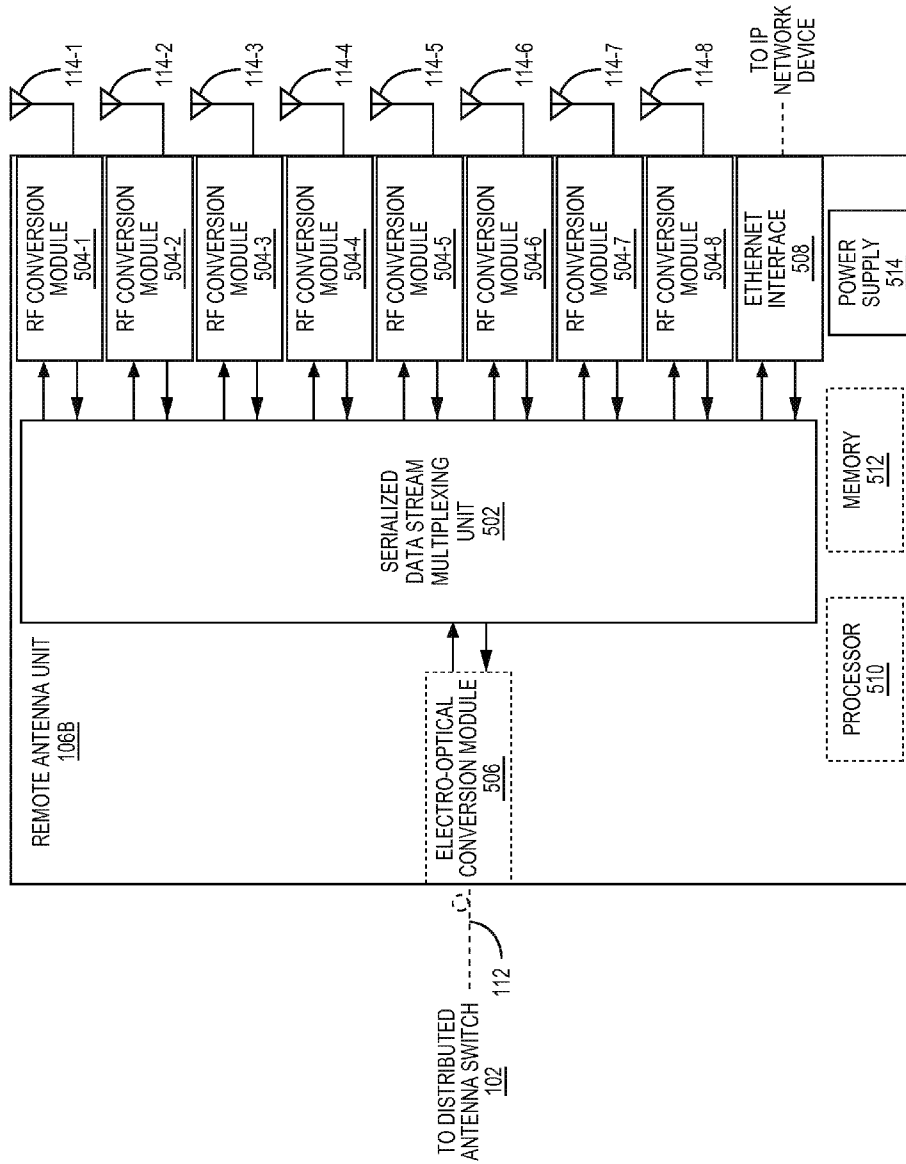 REMOTE ANTENNA UNIT
106B
TO DISTRIBUTED
ANTENNA SWITCH
102
112
ELECTRO-OPTICAL
CONVERSION MODULE
506
SERIALIZED
DATA STREAM
MULTIPLEXING
UNIT
502
RF CONVERSION
MODULE
504-1
114-1
RF CONVERSION
MODULE
504-2
114-2
RF CONVERSION
MODULE
504-3
114-3
RF CONVERSION
MODULE
504-4
114-4
RF CONVERSION
MODULE
504-5
114-5
RF CONVERSION
MODULE
504-6
114-6
RF CONVERSION
MODULE
504-7
114-7
RF CONVERSION
MODULE
504-8
114-8
ETHERNET
INTERFACE
508
TO IP
NETWORK
DEVICE
PROCESSOR
510
MEMORY
512
POWER
SUPPLY
514